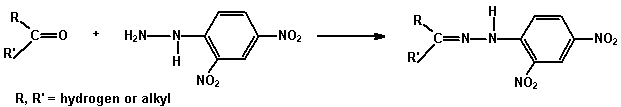 R
R'
C=O
+
H₂N—N
H
NO₂
NO₂
R
R'
C=N—N
H
NO₂
NO₂
R, R' = hydrogen or alkyl